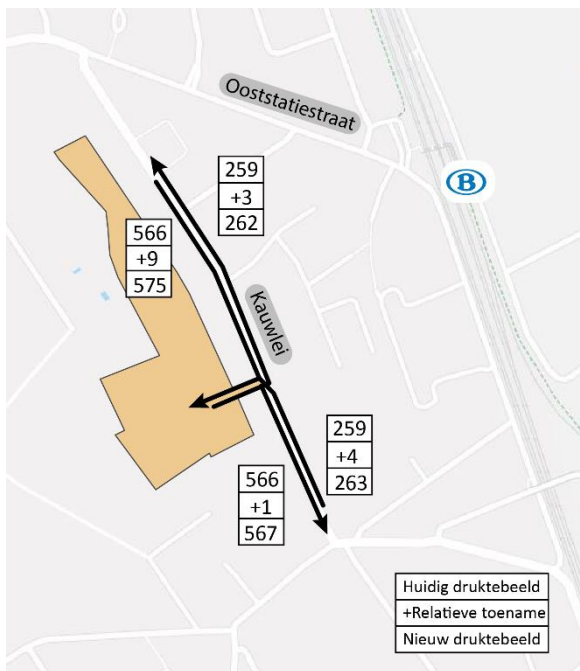 Ooststatiestraat
B
259
+3
262
566
+9
575
Kauwlei
259
+4
263
566
+1
567
Huidig druktebeeld
+Relatieve toename
Nieuw druktebeeld